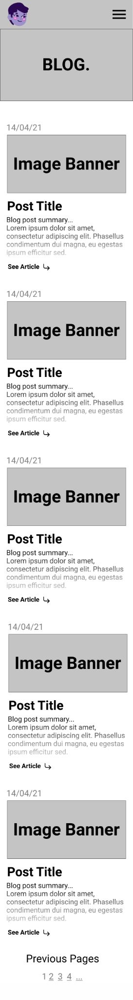 BLOG.
14/04/21
Image Banner
Post Title
Blog post summary...
Lorem ipsum dolor sit amet,
consectetur adipiscing elit. Phasellus
condimentum dui magna, eu egestas
ipsum efficitur sed.
See Article
14/04/21
Image Banner
Post Title
Blog post summary...
Lorem ipsum dolor sit amet,
consectetur adipiscing elit. Phasellus
condimentum dui magna, eu egestas
ipsum efficitur sed.
See Article
14/04/21
Image Banner
Post Title
Blog post summary...
Lorem ipsum dolor sit amet,
consectetur adipiscing elit. Phasellus
condimentum dui magna, eu egestas
ipsum efficitur sed.
See Article
14/04/21
Image Banner
Post Title
Blog post summary...
Lorem ipsum dolor sit amet,
consectetur adipiscing elit. Phasellus
condimentum dui magna, eu egestas
ipsum efficitur sed.
See Article
14/04/21
Image Banner
Post Title
Blog post summary...
Lorem ipsum dolor sit amet,
consectetur adipiscing elit. Phasellus
condimentum dui magna, eu egestas
ipsum efficitur sed.
See Article
Previous Pages
1 2 3 4 ...